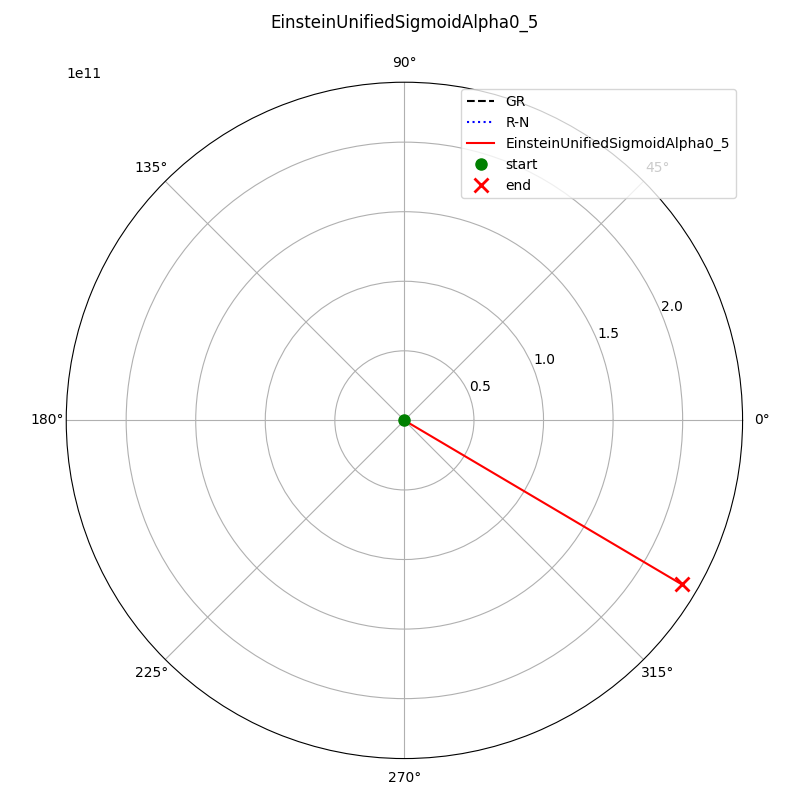 EinsteinUnifiedSigmoidAlpha0_5
90°
1e11
GR
R-N
EinsteinUnifiedSigmoidAlpha0_5
start
end
135°
45°
2.0
1.5
1.0
0.5
180°
0°
225°
315°
270°